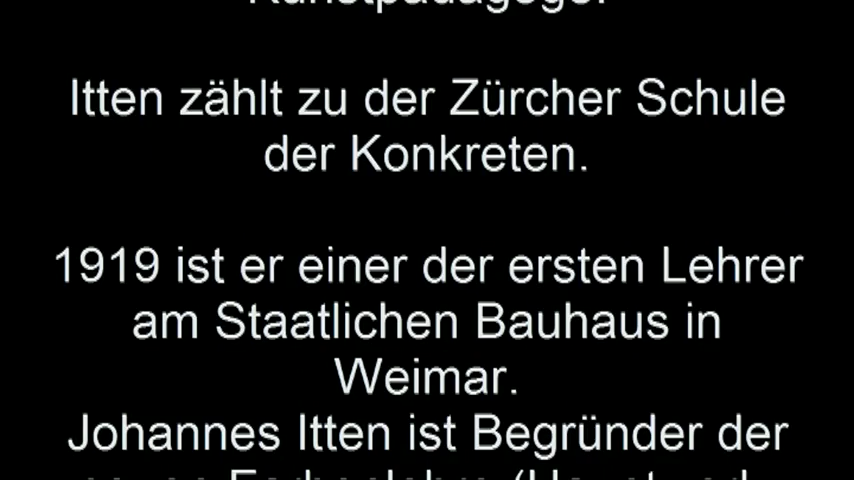 Kunstpädagoge.
Itten zählt zu der Zürcher Schule
der Konkreten.
1919 ist er einer der ersten Lehrer
am Staatlichen Bauhaus in
Weimar.
Johannes Itten ist Begründer der